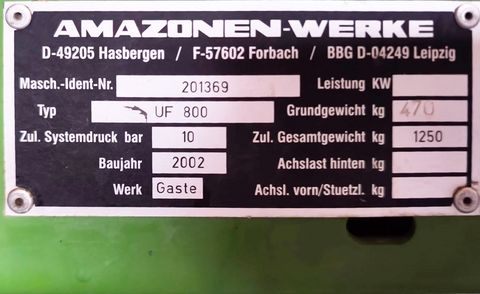 AMAZONEN-WERKE
D-49205 Hasbergen / F-57602 Forbach / BBG D-04249 Leipzig
Masch.-Ident-Nr. 201369 Leistung KW
Typ UF 800 Grundgewicht kg 470
Zul. Systemdruck bar 10 Zul. Gesamtgewicht kg 1250
Baujahr 2002 Achslast hinten kg
Werk Gaste Achsl. vorn/Stuetzl. kg